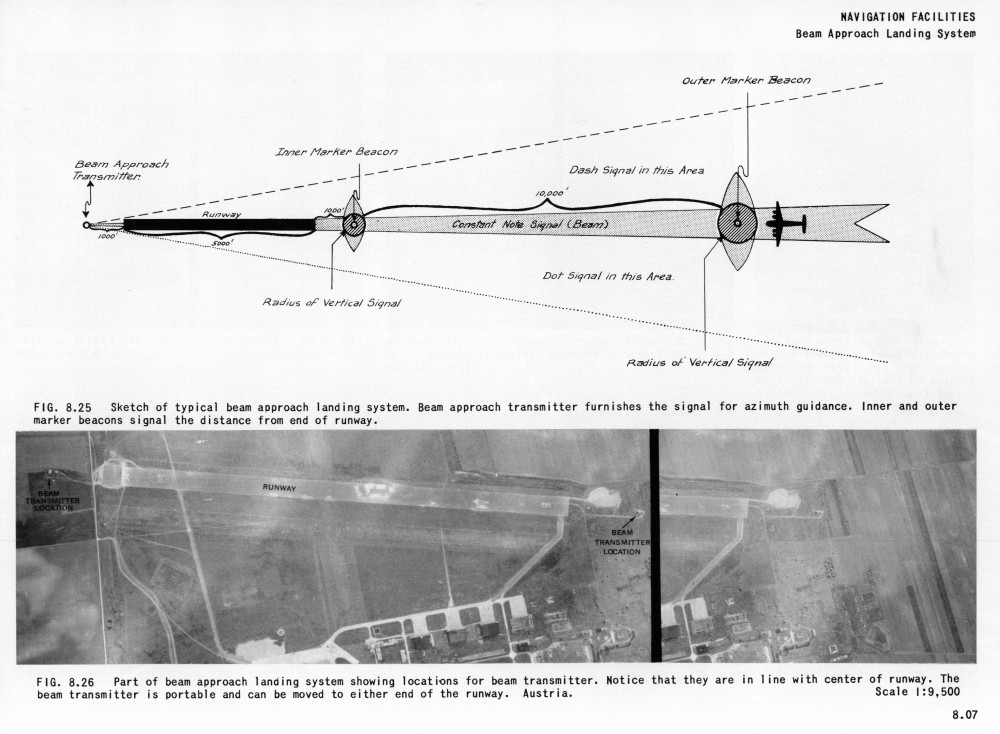 NAVIGATION FACILITIES
Beam Approach Landing System
Outer Marker Beacon
Inner Marker Beacon
Beam Approach
Transmitter.
Dash Signal in this Area
10,000'
1000'
Runway
Constant Note Signal (Beam)
1000'
5000'
Dot Signal in this Area.
Radius of Vertical Signal
Radius of Vertical Signal
FIG. 8.25 Sketch of typical beam approach landing system. Beam approach transmitter furnishes the signal for azimuth guidance. Inner and outer
marker beacons signal the distance from end of runway.
RUNWAY
BEAM
TRANSMITTER
LOCATION
BEAM
TRANSMITTER
LOCATION
FIG. 8.26 Part of beam approach landing system showing locations for beam transmitter. Notice that they are in line with center of runway. The
beam transmitter is portable and can be moved to either end of the runway. Austria. Scale 1:9,500
8.07